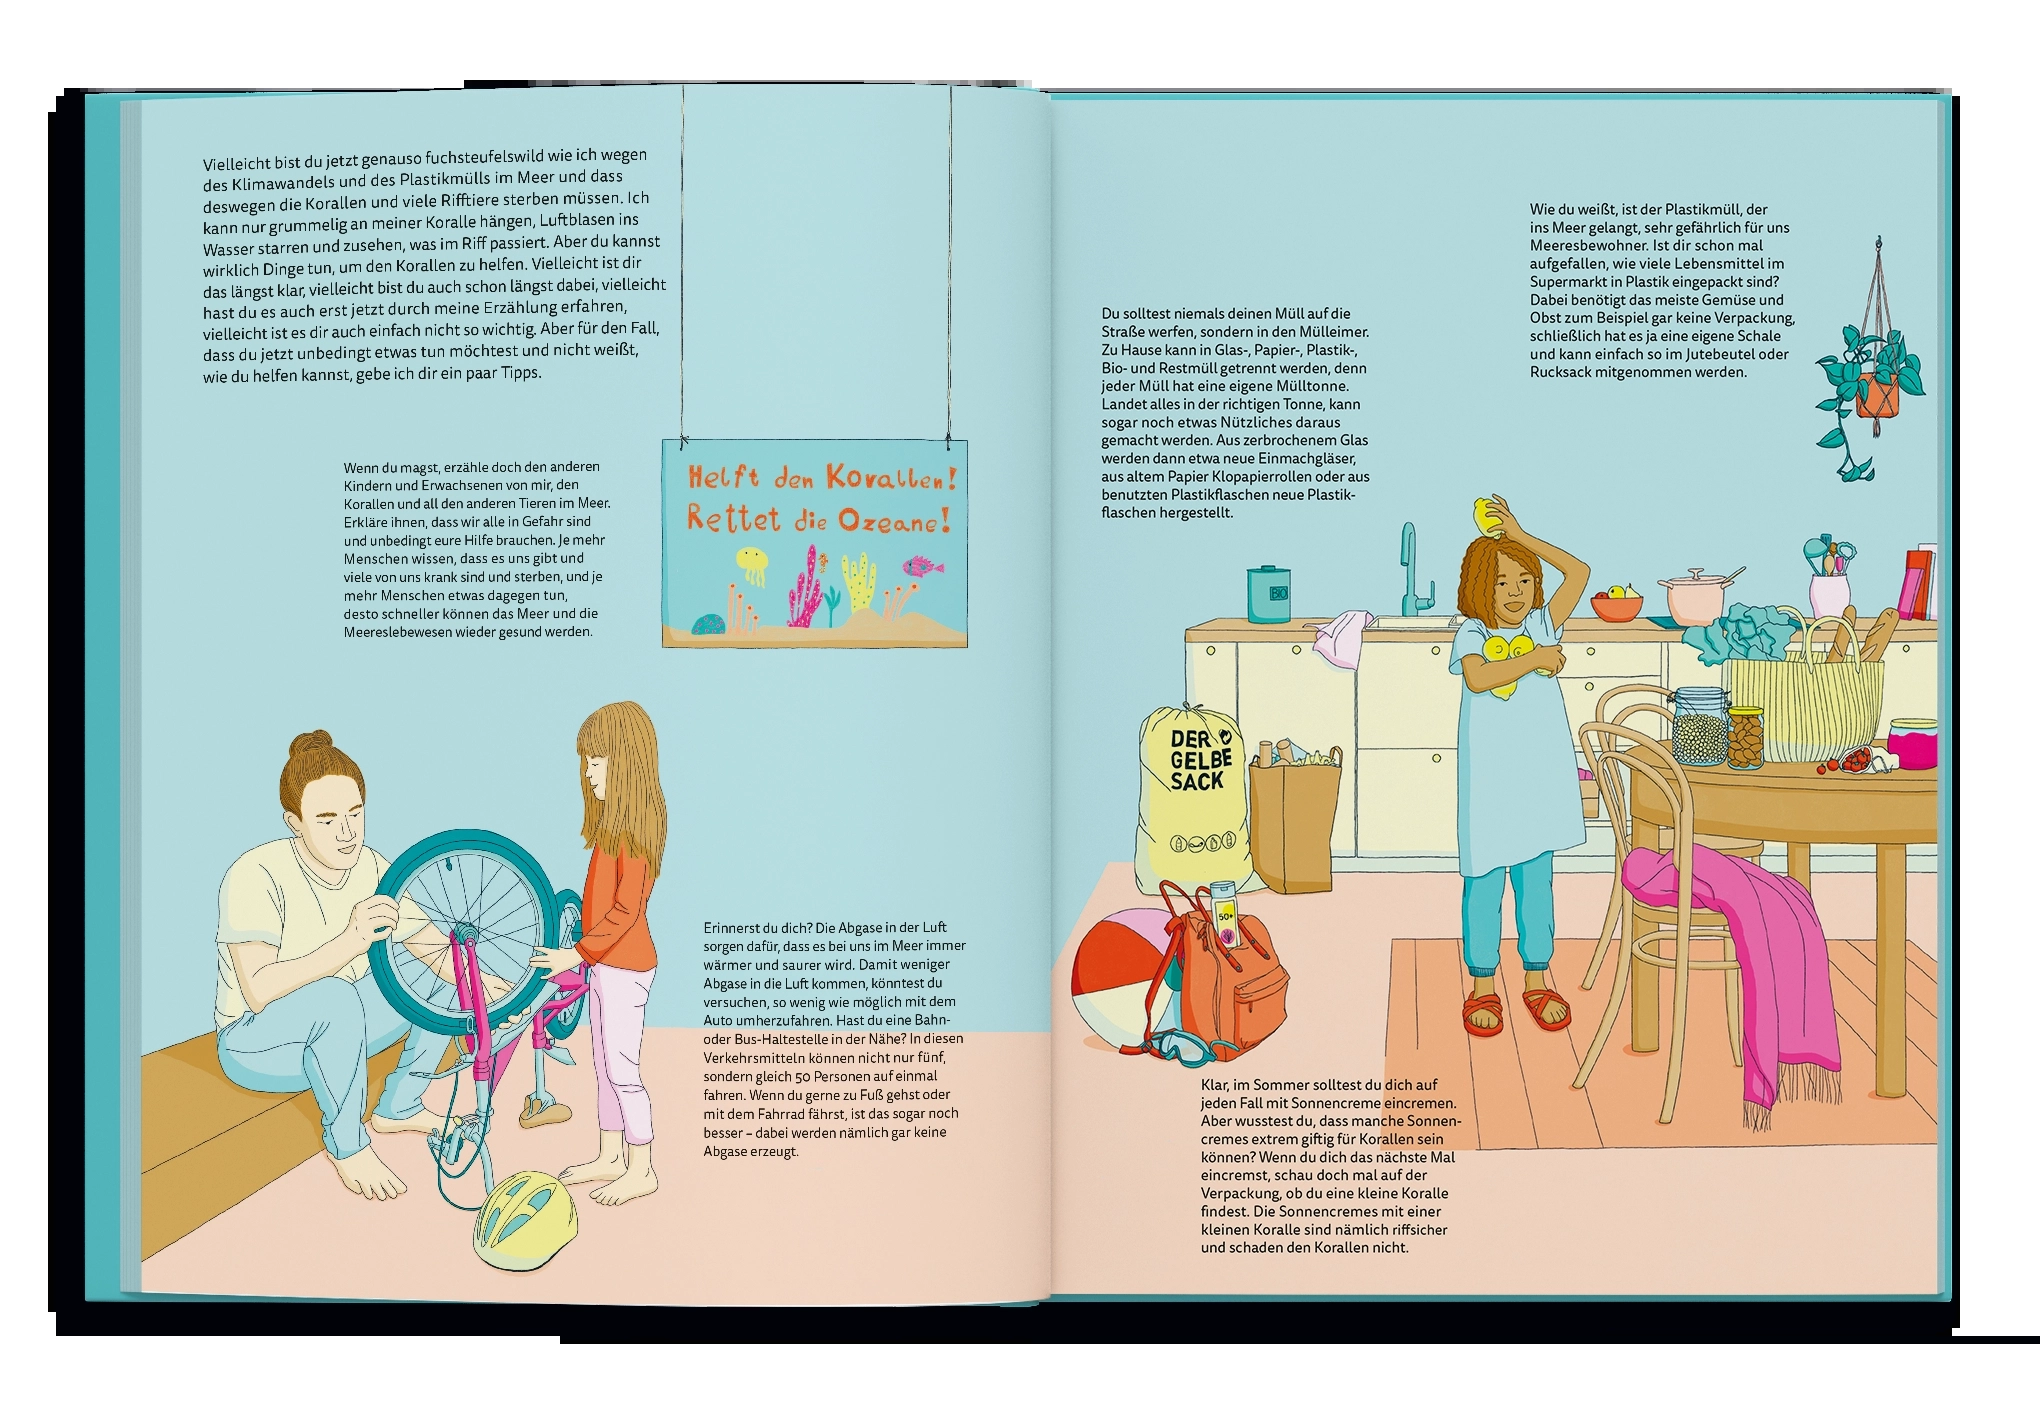 Vielleicht bist du jetzt genauso fuchsteufelswild wie ich wegen
des Klimawandels und des Plastikmülls im Meer und dass
deswegen die Korallen und viele Rifftiere sterben müssen. Ich
kann nur grummelig an meiner Koralle hängen, Luftblasen ins
Wasser starren und zusehen, was im Riff passiert. Aber du kannst
wirklich Dinge tun, um den Korallen zu helfen. Vielleicht ist dir
das längst klar, vielleicht bist du auch schon längst dabei, vielleicht
hast du es auch erst jetzt durch meine Erzählung erfahren,
vielleicht ist es dir auch einfach nicht so wichtig. Aber für den Fall,
dass du jetzt unbedingt etwas tun möchtest und nicht weißt,
wie du helfen kannst, gebe ich dir ein paar Tipps.
Wenn du magst, erzähle doch den anderen
Kindern und Erwachsenen von mir, den
Korallen und all den anderen Tieren im Meer.
Erkläre ihnen, dass wir alle in Gefahr sind
und unbedingt eure Hilfe brauchen. Je mehr
Menschen wissen, dass es uns gibt und
viele von uns krank sind und sterben, und je
mehr Menschen etwas dagegen tun,
desto schneller können das Meer und die
Meereslebewesen wieder gesund werden.
Helft den Korallen!
Rettet die Ozeane!
Erinnerst du dich? Die Abgase in der Luft
sorgen dafür, dass es bei uns im Meer immer
wärmer und saurer wird. Damit weniger
Abgase in die Luft kommen, könntest du
versuchen, so wenig wie möglich mit dem
Auto umherzufahren. Hast du eine Bahn-
oder Bus-Haltestelle in der Nähe? In diesen
Verkehrsmitteln können nicht nur fünf,
sondern gleich 50 Personen auf einmal
fahren. Wenn du gerne zu Fuß gehst oder
mit dem Fahrrad fährst, ist das sogar noch
besser – dabei werden nämlich gar keine
Abgase erzeugt.
Du solltest niemals deinen Müll auf die
Straße werfen, sondern in den Mülleimer.
Zu Hause kann in Glas-, Papier-, Plastik-,
Bio- und Restmüll getrennt werden, denn
jeder Müll hat eine eigene Mülltonne.
Landet alles in der richtigen Tonne, kann
sogar noch etwas Nützliches daraus
gemacht werden. Aus zerbrochenem Glas
werden dann etwa neue Einmachgläser,
aus altem Papier Klopapierrollen oder aus
benutzten Plastikflaschen neue Plastik-
flaschen hergestellt.
Wie du weißt, ist der Plastikmüll, der
ins Meer gelangt, sehr gefährlich für uns
Meeresbewohner. Ist dir schon mal
aufgefallen, wie viele Lebensmittel im
Supermarkt in Plastik eingepackt sind?
Dabei benötigt das meiste Gemüse und
Obst zum Beispiel gar keine Verpackung,
schließlich hat es ja eine eigene Schale
und kann einfach so im Jutebeutel oder
Rucksack mitgenommen werden.
BIO
DER
GELBE
SACK
50+
Klar, im Sommer solltest du dich auf
jeden Fall mit Sonnencreme eincremen.
Aber wusstest du, dass manche Sonnen-
cremes extrem giftig für Korallen sein
können? Wenn du dich das nächste Mal
eincremst, schau doch mal auf der
Verpackung, ob du eine kleine Koralle
findest. Die Sonnencremes mit einer
kleinen Koralle sind nämlich riffsicher
und schaden den Korallen nicht.